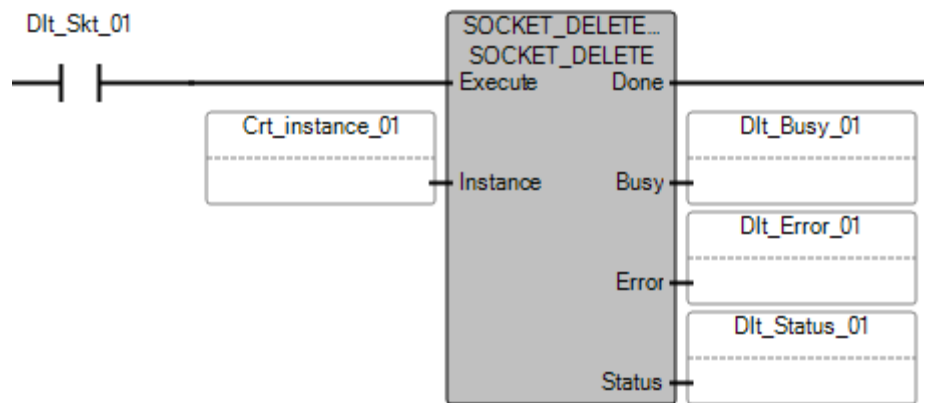 Dlt_Skt_01
SOCKET_DELETE...
SOCKET_DELETE
Execute Done
Crt_instance_01 Dlt_Busy_01
Instance Busy
Dlt_Error_01
Error
Dlt_Status_01
Status